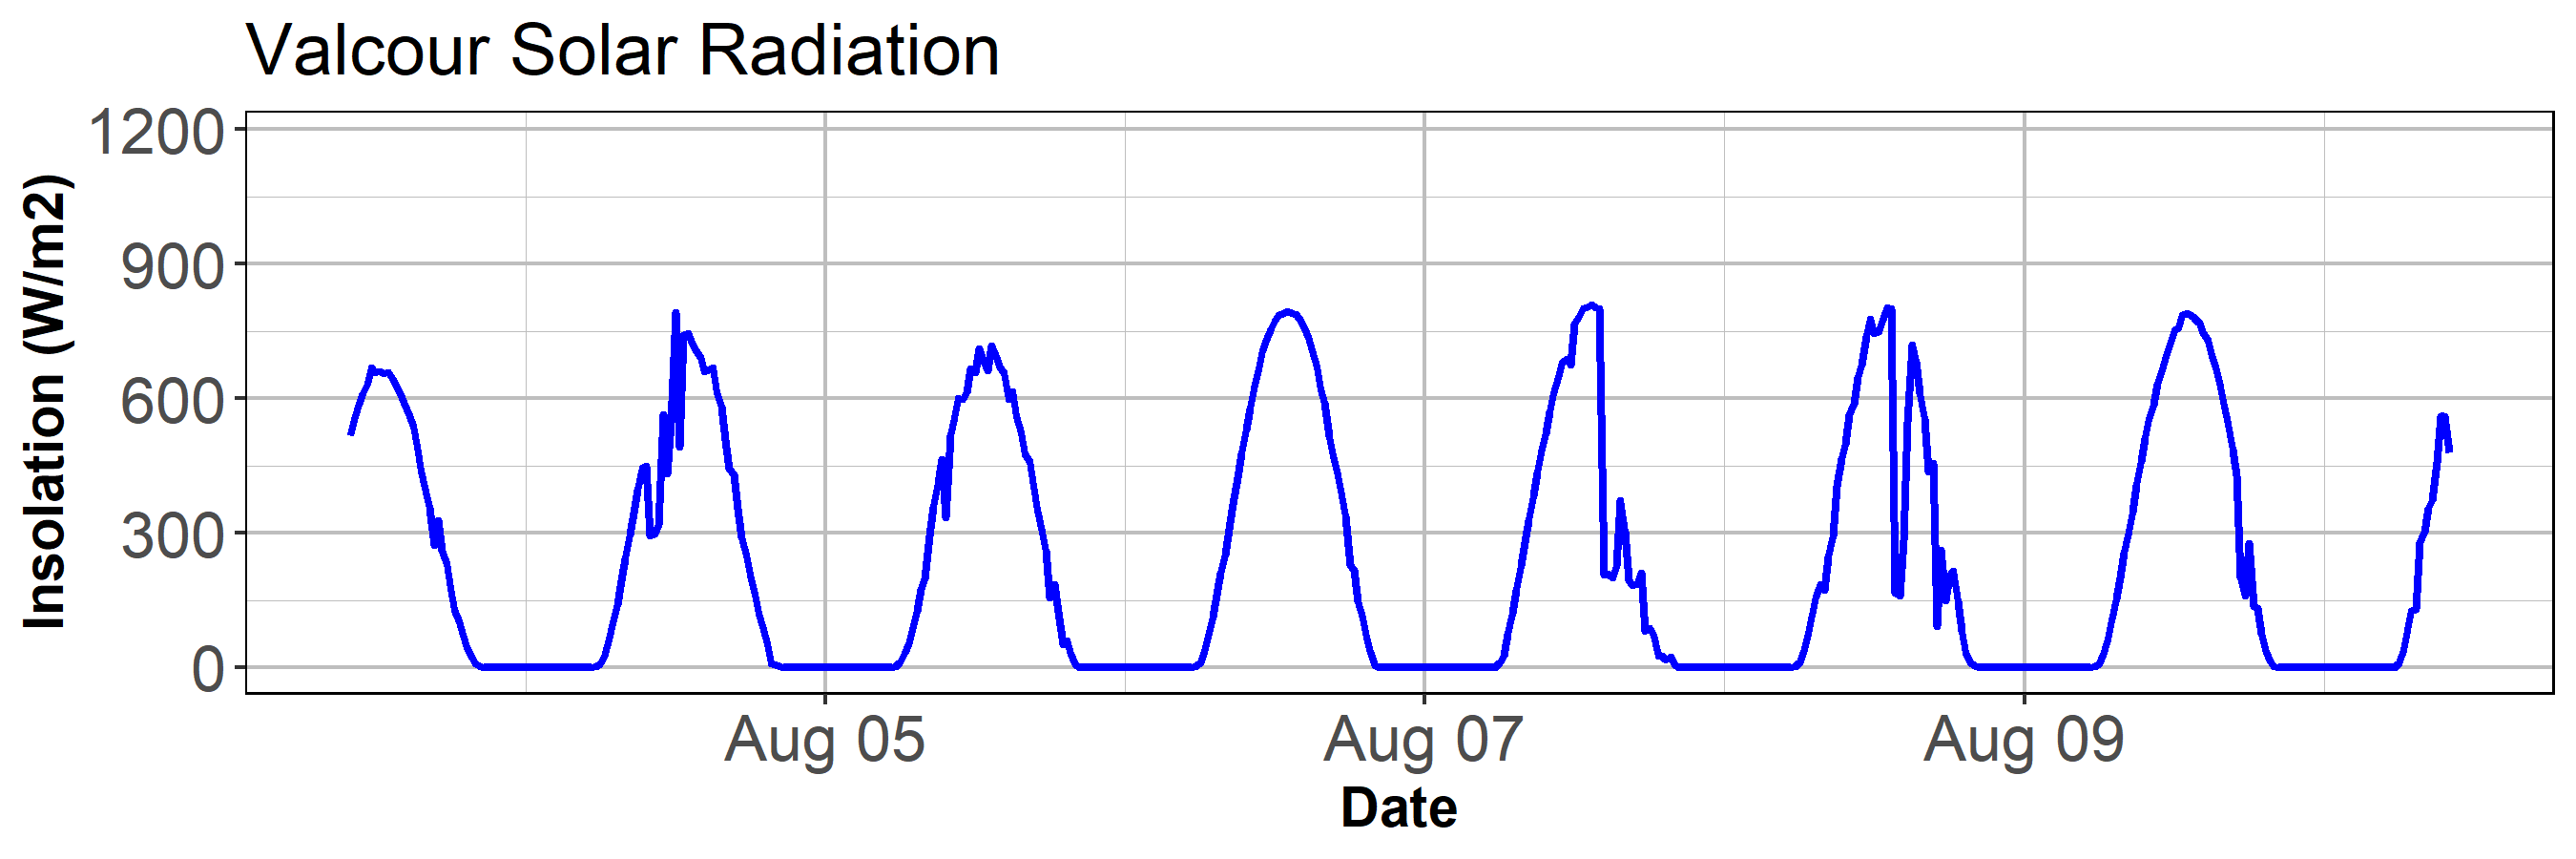 Valcour Solar Radiation
1200
900
600
300
0
Insolation (W/m2)
Aug 05
Aug 07
Aug 09
Date